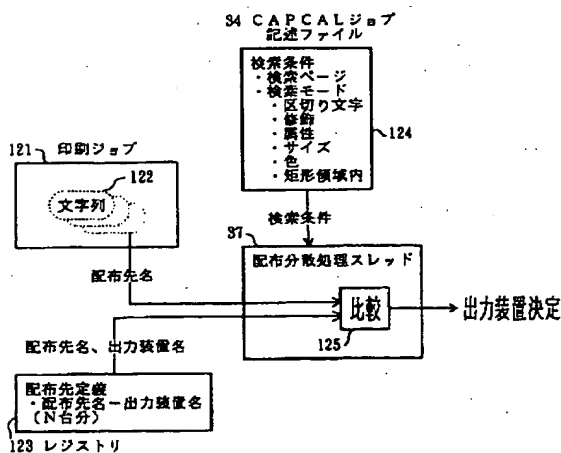 34 CAPCALジョブ
記述ファイル
検索条件
・検索ページ
・検索モード
・区切り文字
・修飾
・属性
・サイズ
・色
・矩形領域内
124
121 印刷ジョブ
122
文字列
検索条件
37
配布分散処理スレッド
配布先名
比較
125
出力装置決定
配布先名、出力装置名
配布先定義
・配布先名ー出力装置名
(N台分)
123 レジストリ